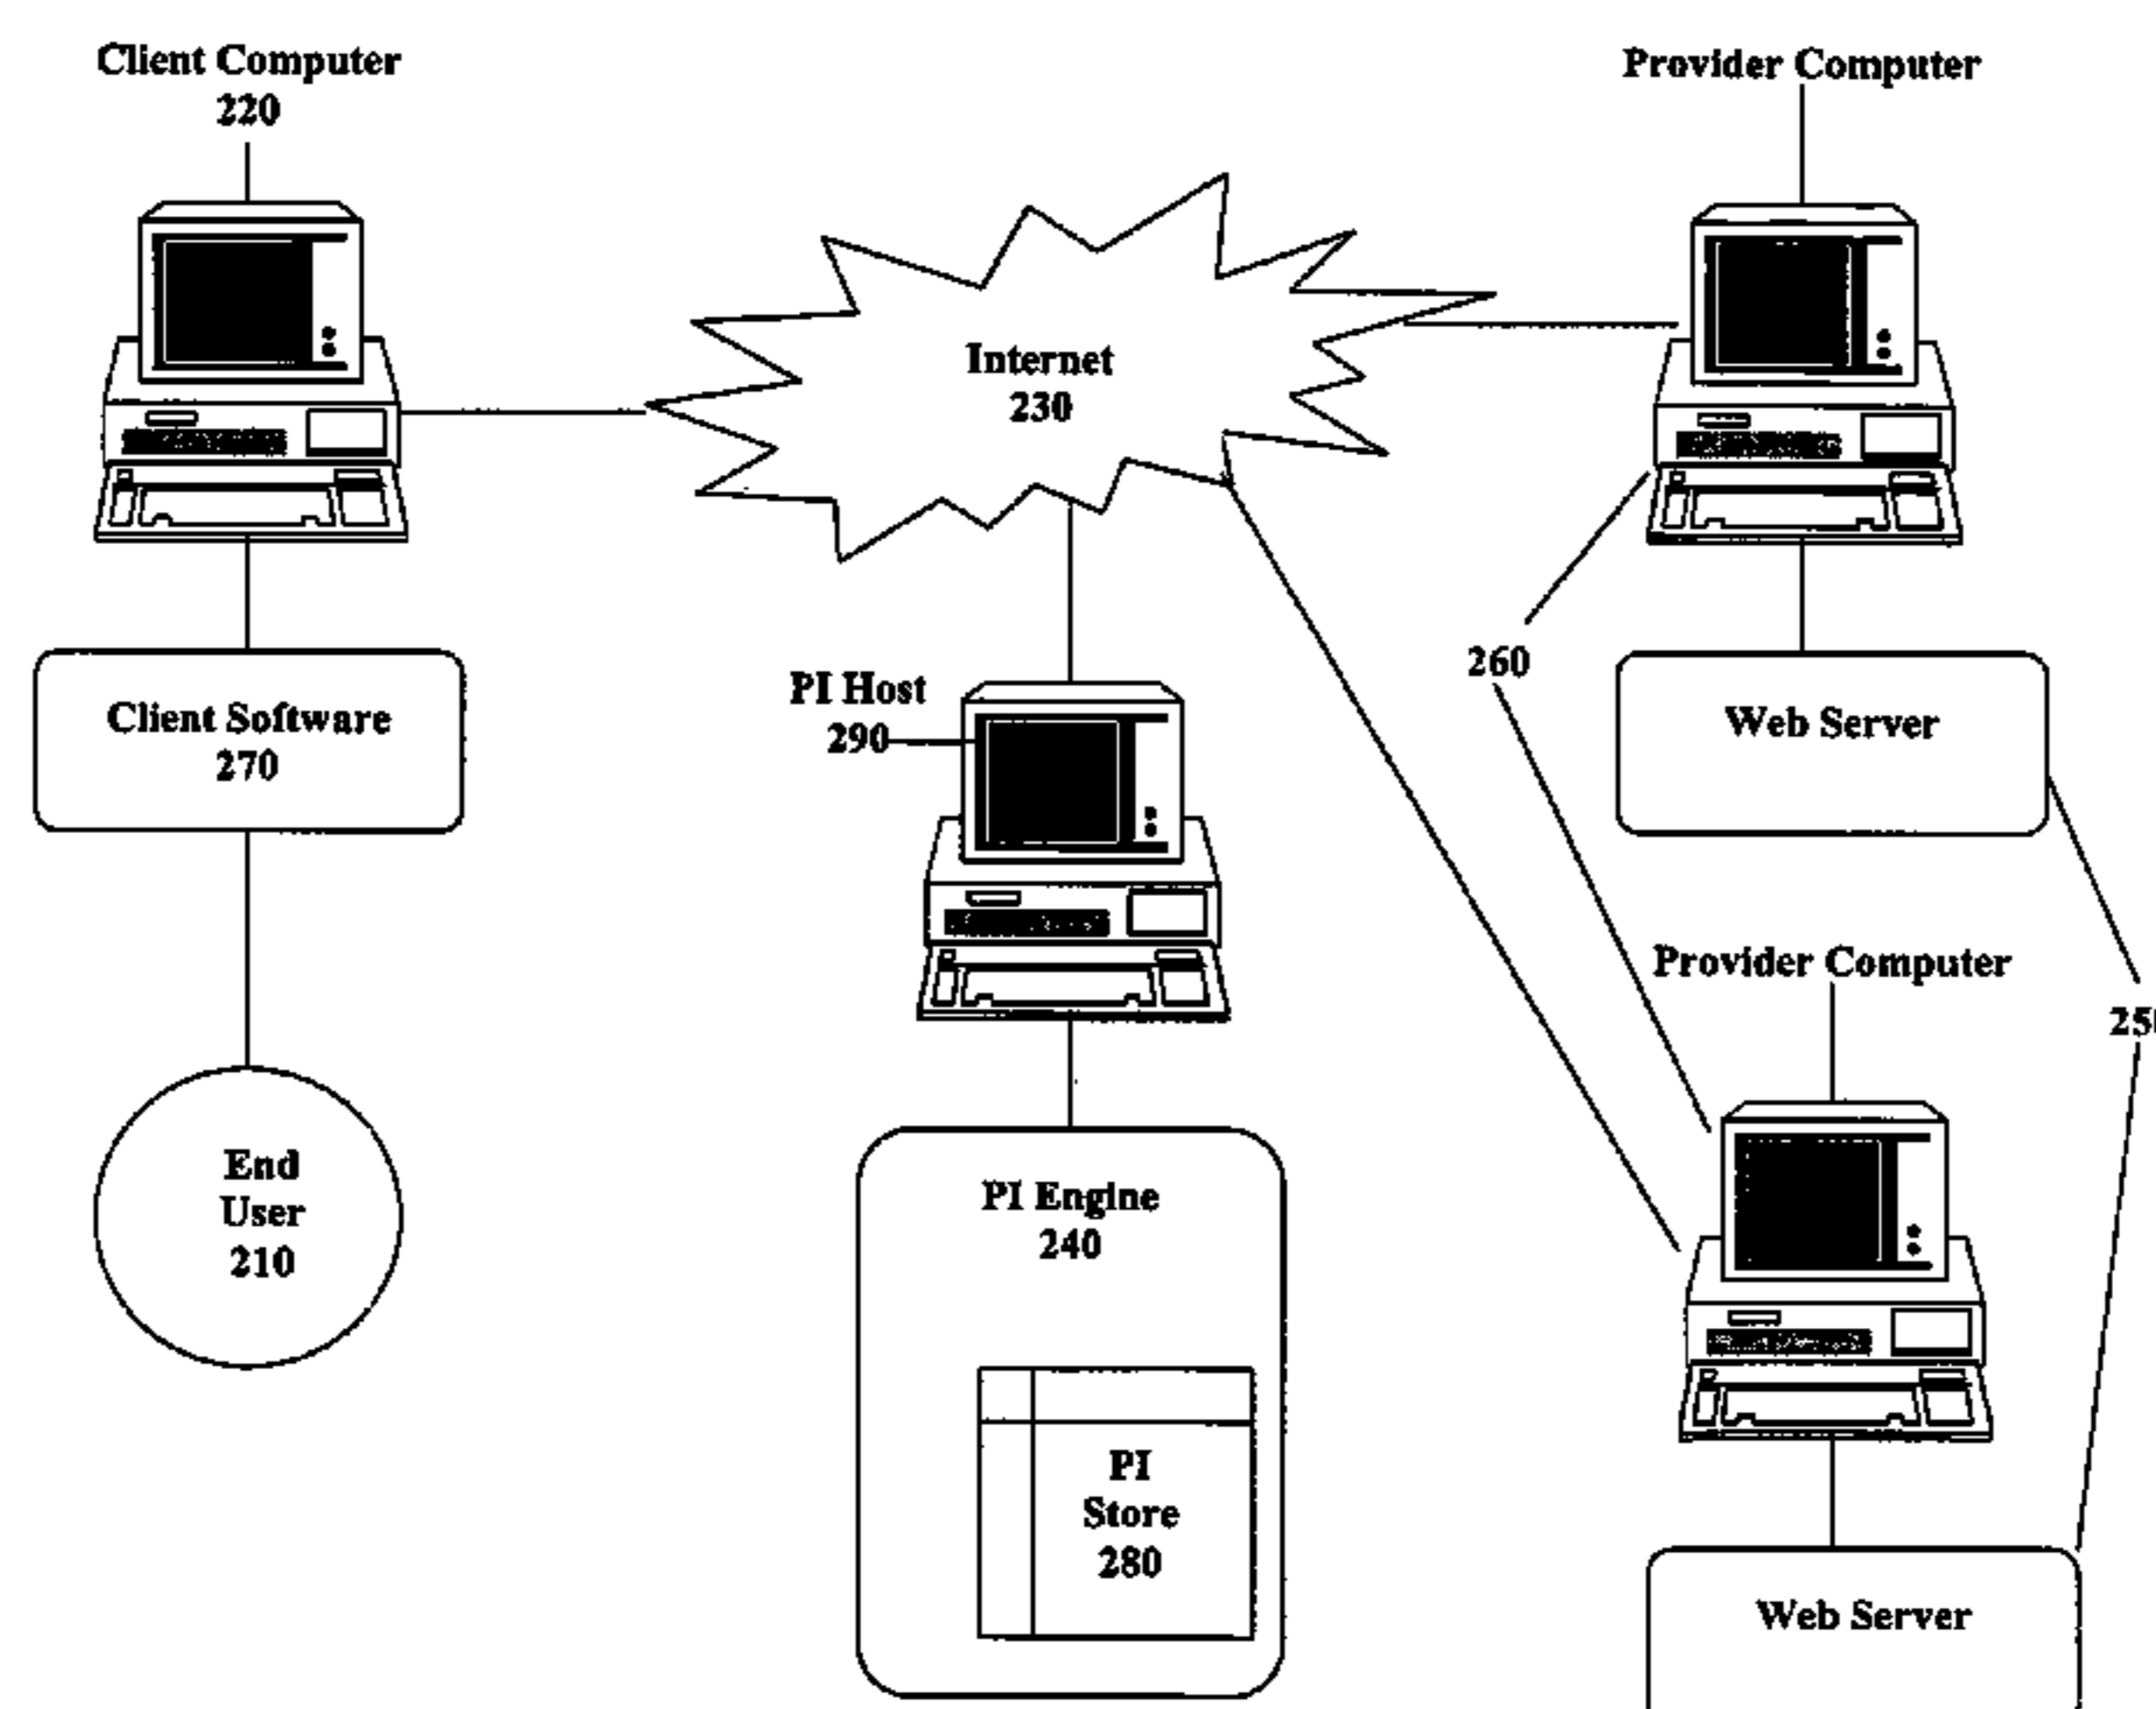 Client Computer
220
Provider Computer
Internet
230
Client Software
270
PI Host
290
260
Web Server
Provider Computer
End
User
210
PI Engine
240
PI
Store
280
Web Server